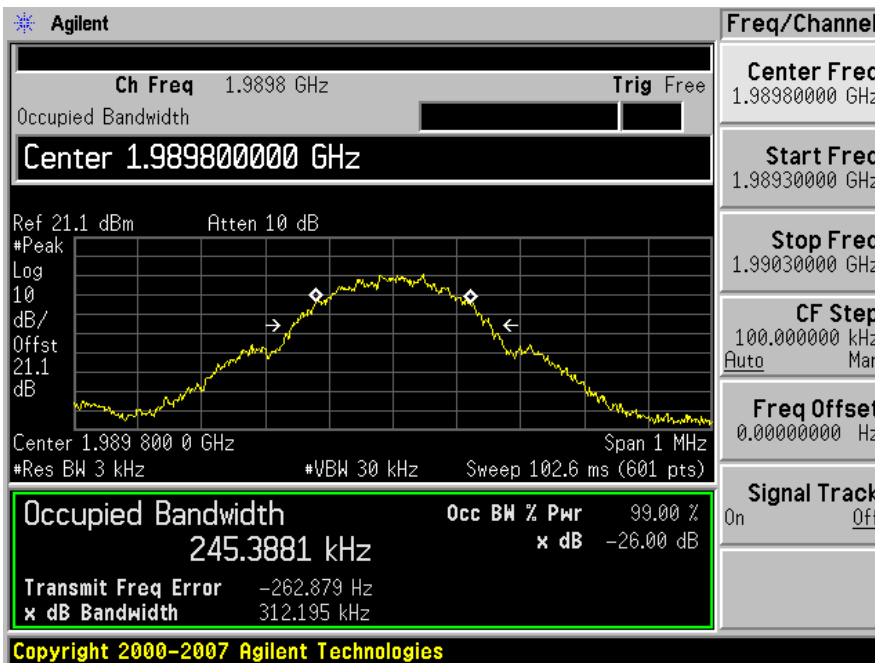 Agilent
Freq/Channel
Ch Freq 1.9898 GHz Trig Free
Occupied Bandwidth
Center 1.989800000 GHz
Ref 21.1 dBm Atten 10 dB
#Peak
Log
10
dB/
Offst
21.1
dB
Center 1.989 800 0 GHz Span 1 MHz
#Res BW 3 kHz #VBW 30 kHz Sweep 102.6 ms (601 pts)
Occupied Bandwidth
245.3881 kHz
Occ BW % Pwr 99.00 %
x dB -26.00 dB
Transmit Freq Error -262.879 Hz
x dB Bandwidth 312.195 kHz
Center Freq
1.98980000 GHz
Start Freq
1.98930000 GHz
Stop Freq
1.99030000 GHz
CF Step
100.000000 kHz
Auto Man
Freq Offset
0.00000000 Hz
Signal Track
On Off
Copyright 2000-2007 Agilent Technologies